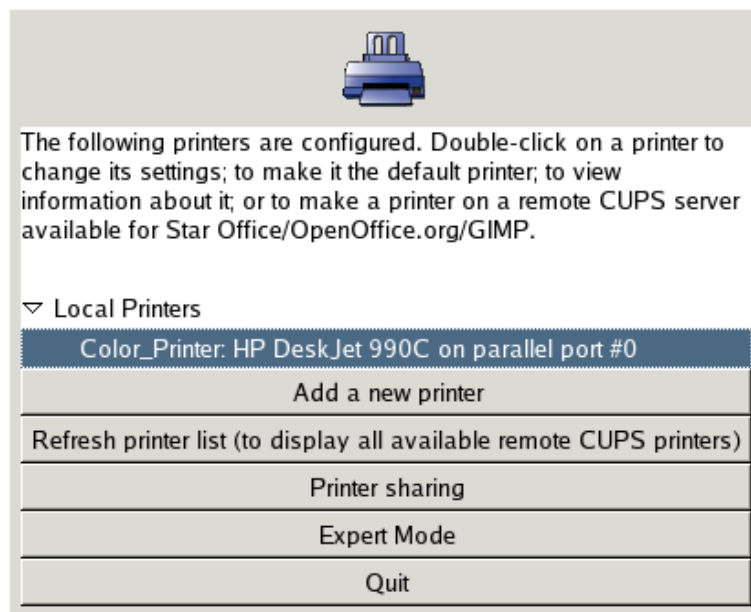 The following printers are configured. Double-click on a printer to
change its settings; to make it the default printer; to view
information about it; or to make a printer on a remote CUPS server
available for Star Office/OpenOffice.org/GIMP.
Local Printers
Color_Printer: HP DeskJet 990C on parallel port #0
Add a new printer
Refresh printer list (to display all available remote CUPS printers)
Printer sharing
Expert Mode
Quit